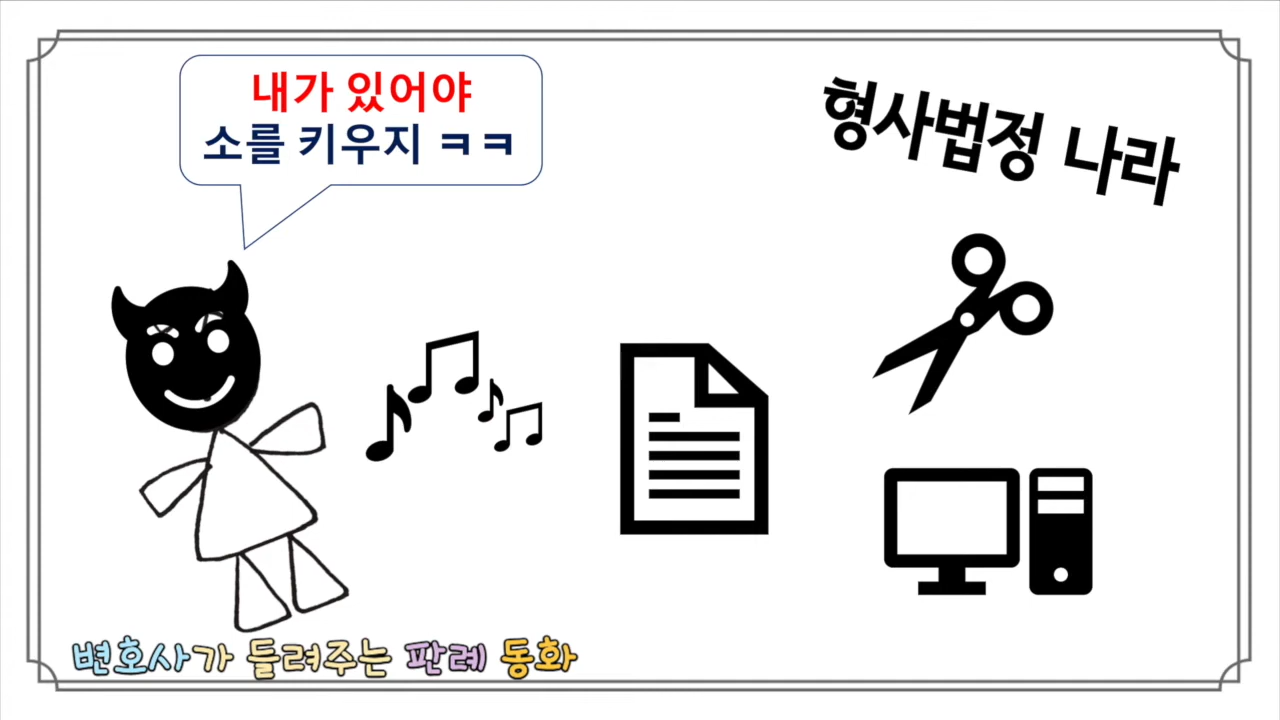 내가 있어야
소를 키우지 ㅋㅋ
형사법정 나라
변호사가 들려주는 판례 동화